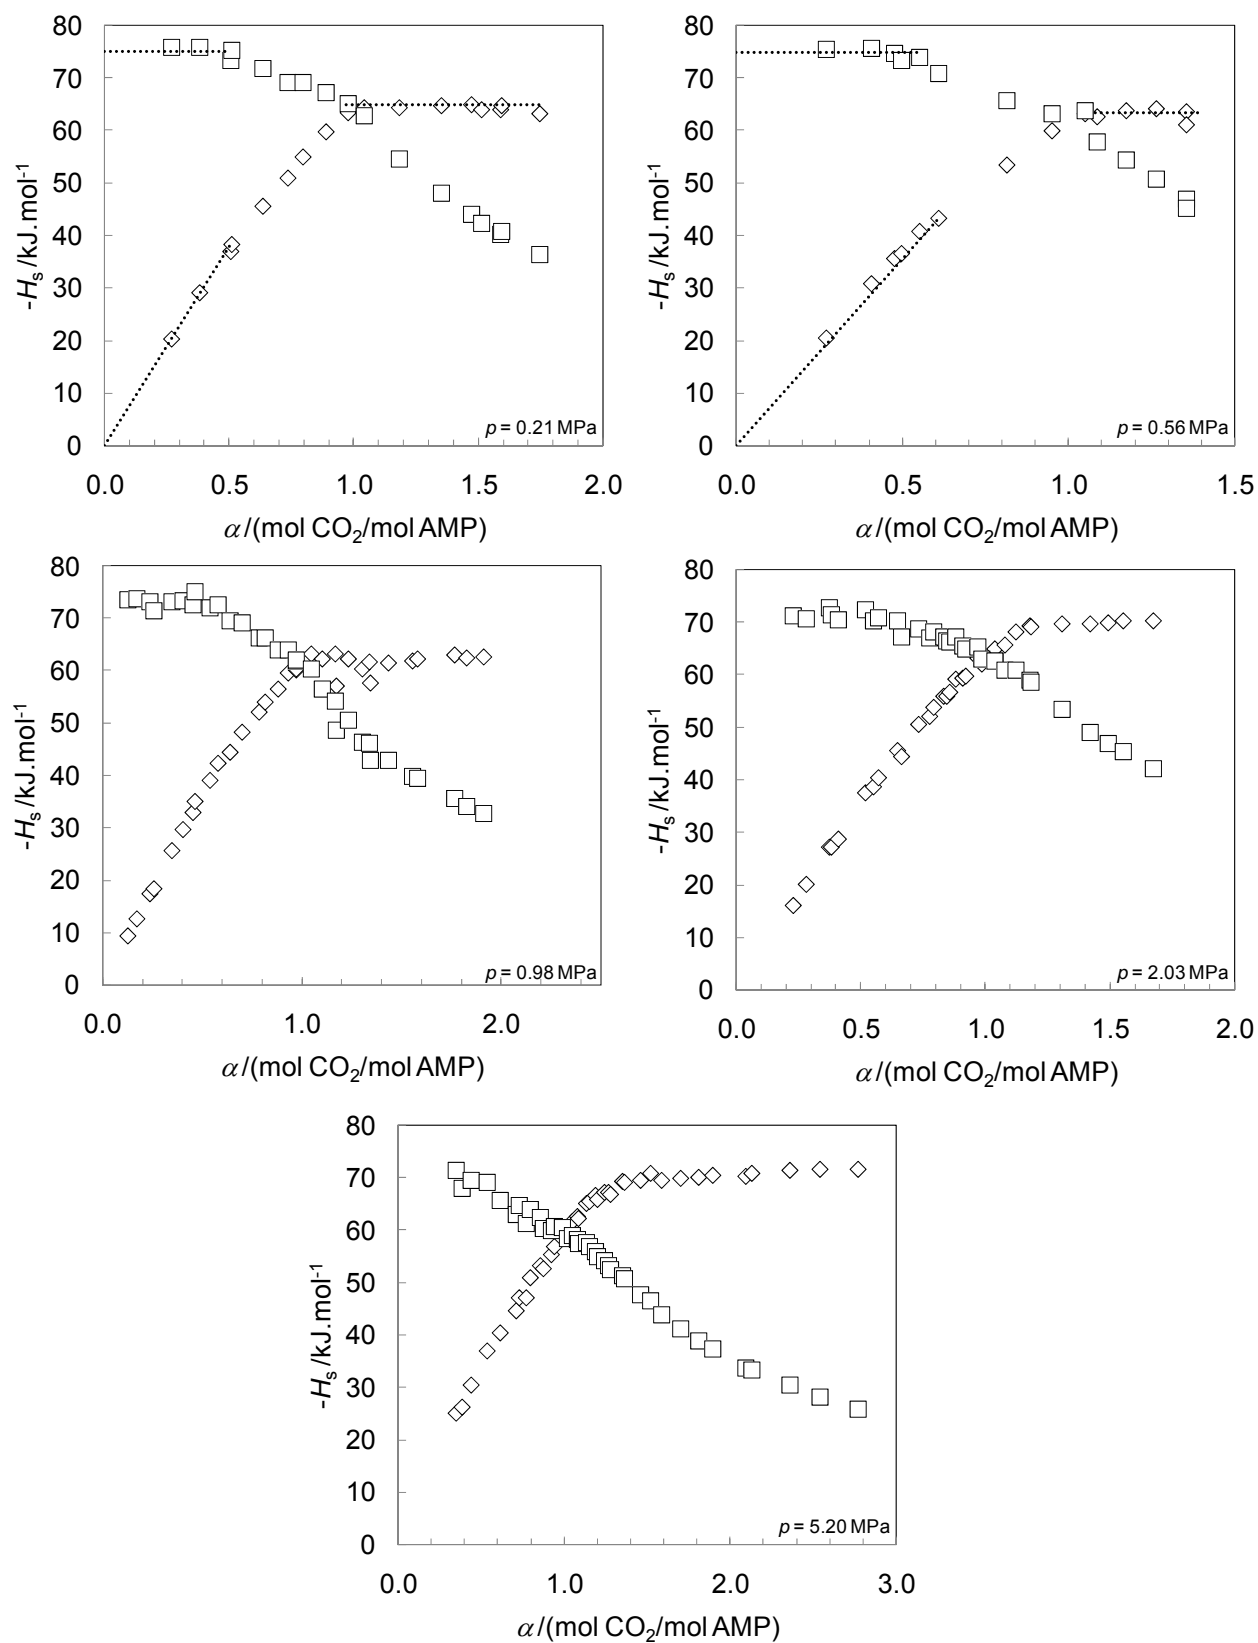 80
70
60
50
40
30
20
10
0
-Hs/kJ.mol-1
p = 0.21 MPa
0.0 0.5 1.0 1.5 2.0
α/(mol CO2/mol AMP)
80
70
60
50
40
30
20
10
0
-Hs/kJ.mol-1
p = 0.56 MPa
0.0 0.5 1.0 1.5
α/(mol CO2/mol AMP)
80
70
60
50
40
30
20
10
0
-Hs/kJ.mol-1
p = 0.98 MPa
0.0 1.0 2.0
α/(mol CO2/mol AMP)
80
70
60
50
40
30
20
10
0
-Hs/kJ.mol-1
p = 2.03 MPa
0.0 0.5 1.0 1.5 2.0
α/(mol CO2/mol AMP)
80
70
60
50
40
30
20
10
0
-Hs/kJ.mol-1
p = 5.20 MPa
0.0 1.0 2.0 3.0
α/(mol CO2/mol AMP)